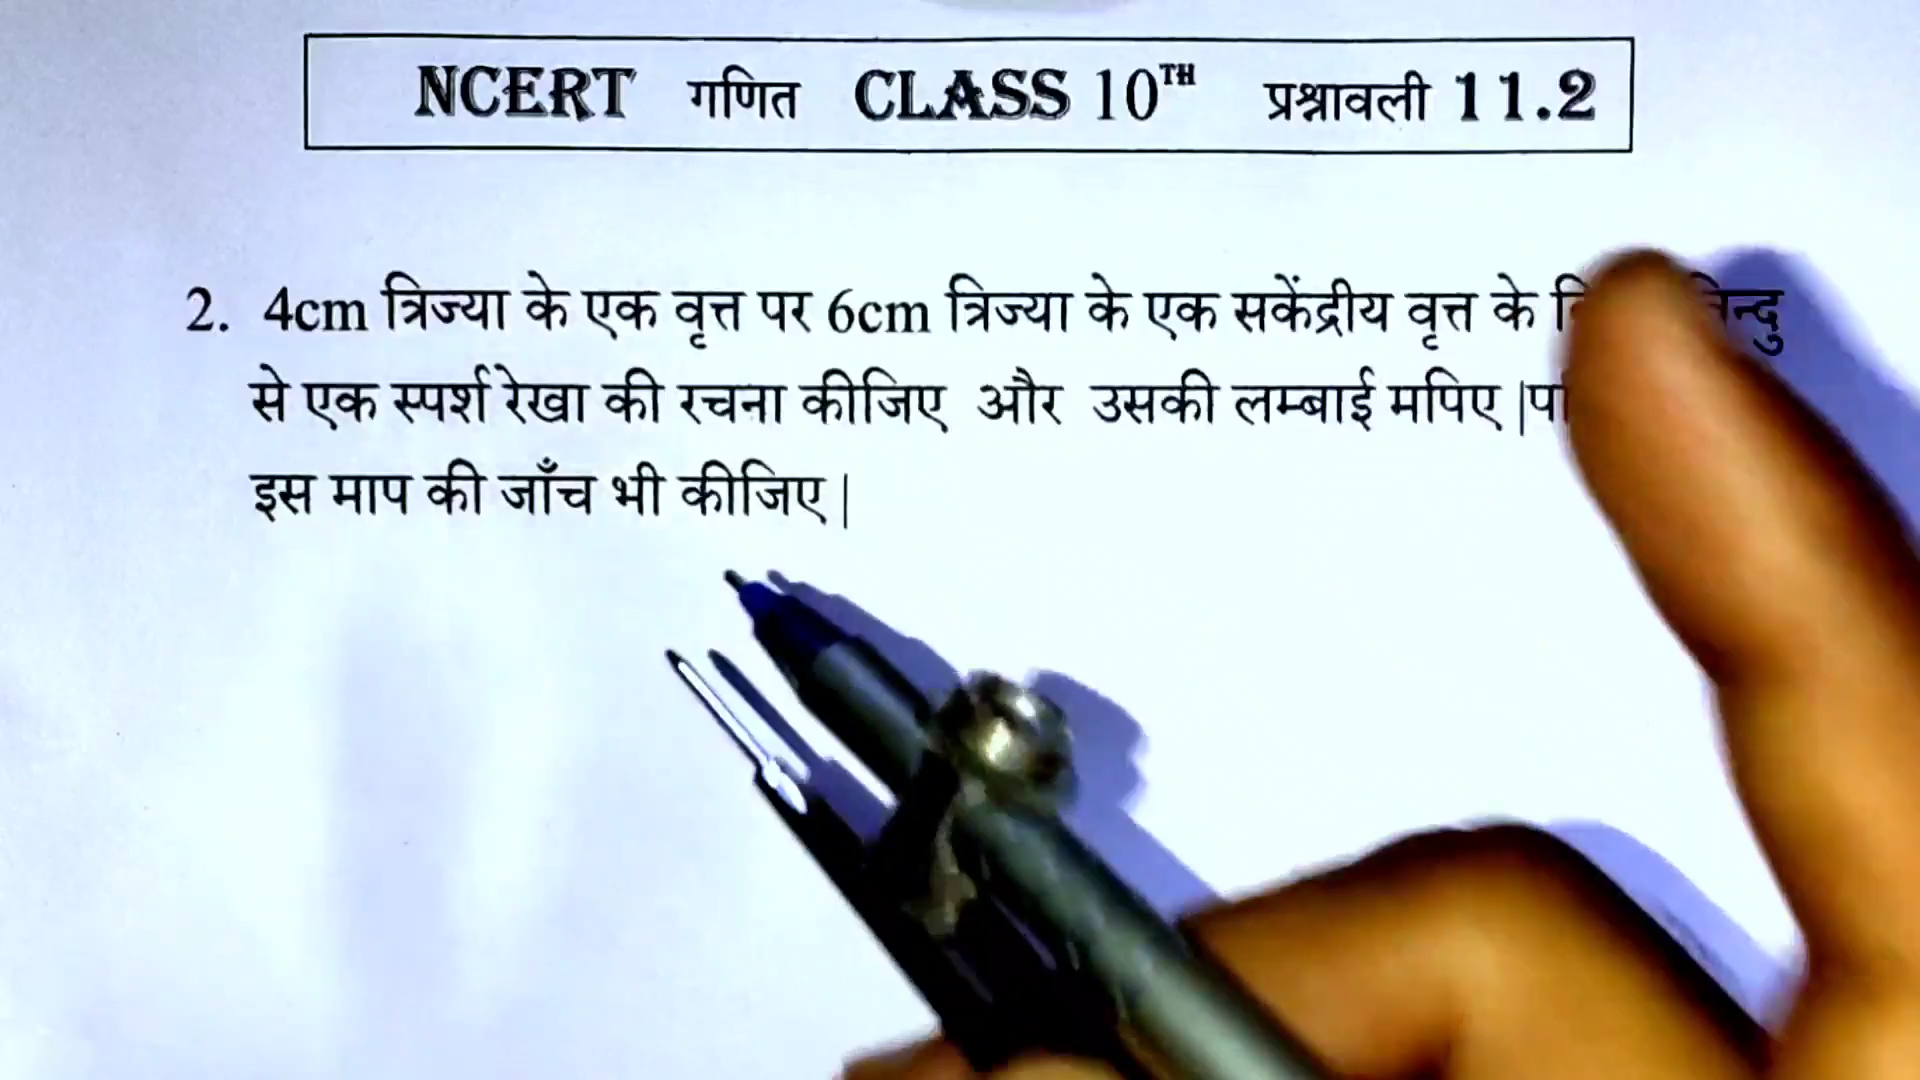 NCERT गणित CLASS 10TH प्रश्नावली 11.2
2. 4cm त्रिज्या के एक वृत्त पर 6cm त्रिज्या के एक सकेंद्रीय वृत्त के
से एक स्पर्श रेखा की रचना कीजिए और उसकी लम्बाई मपिए |
इस माप की जाँच भी कीजिए |